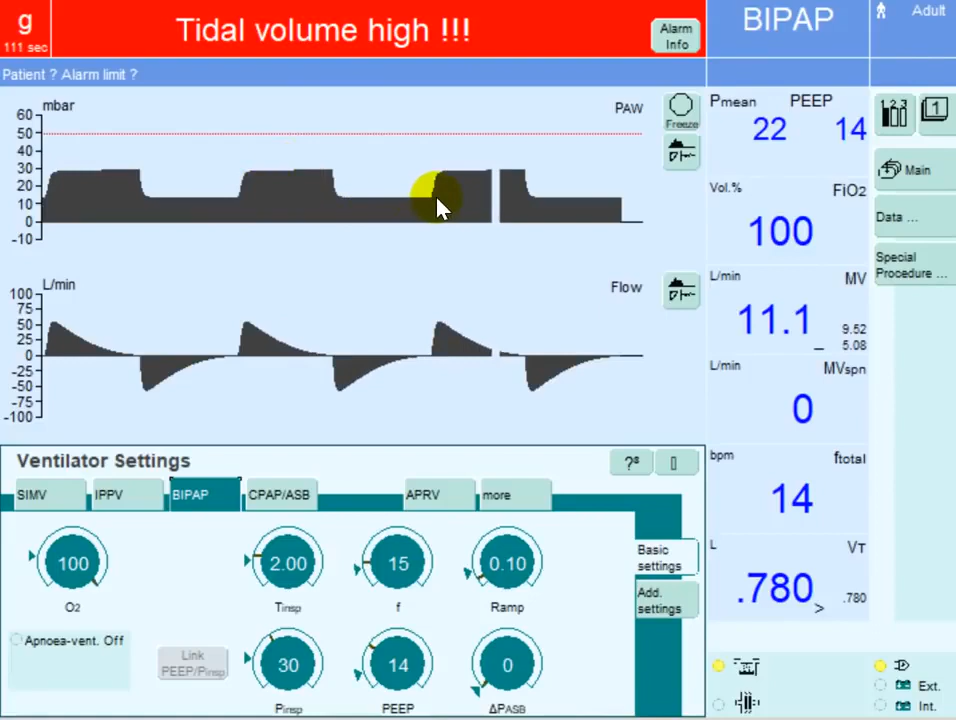 g
111 sec
Tidal volume high !!!
Alarm
Info
BIPAP
Adult
Patient ? Alarm limit ?
mbar
PAW
60
50
40
30
20
10
0
-10
Freeze
L/min
Flow
100
75
50
25
0
-25
-50
-75
-100
Pmean PEEP
22 14
Vol.% FiO2
100
L/min MV
11.1 9.52
5.08
L/min MVspn
0
bpm ftotal
14
L VT
.780 > .780
1 2 3
1
Main
Data ...
Special
Procedure ...
Ventilator Settings
?
SIMV IPPV BIPAP CPAP/ASB APRV more
100 2.00 15 0.10
O2 Tinsp f Ramp
Basic
settings
Add.
settings
Apnoea-vent. Off
Link
PEEP/Pinsp
30 14 0
Pinsp PEEP ΔPASB
Ext.
Int.